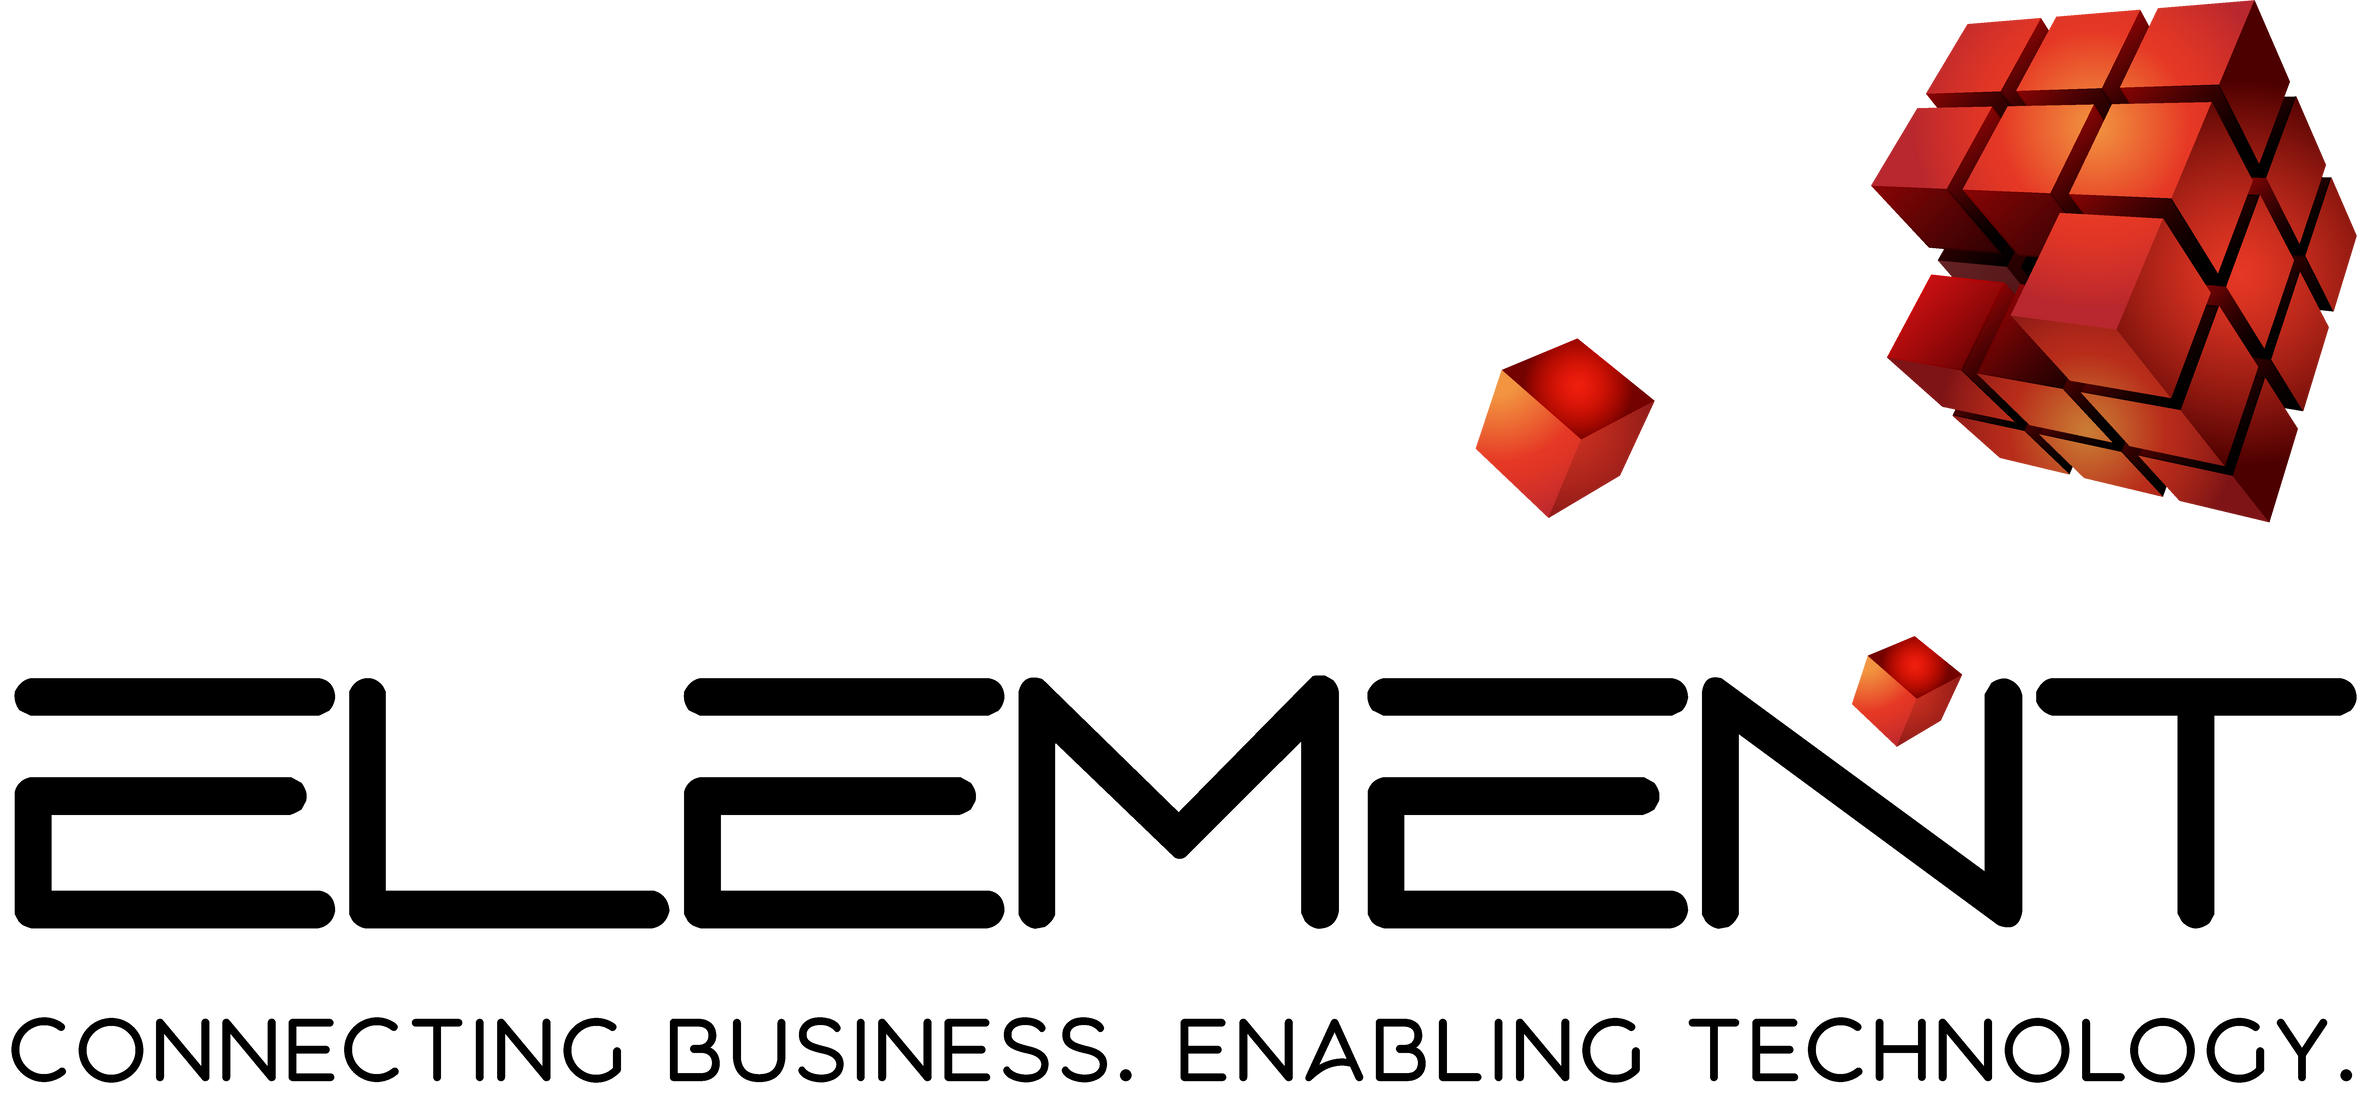 ELEMENT
CONNECTING BUSINESS. ENABLING TECHNOLOGY.